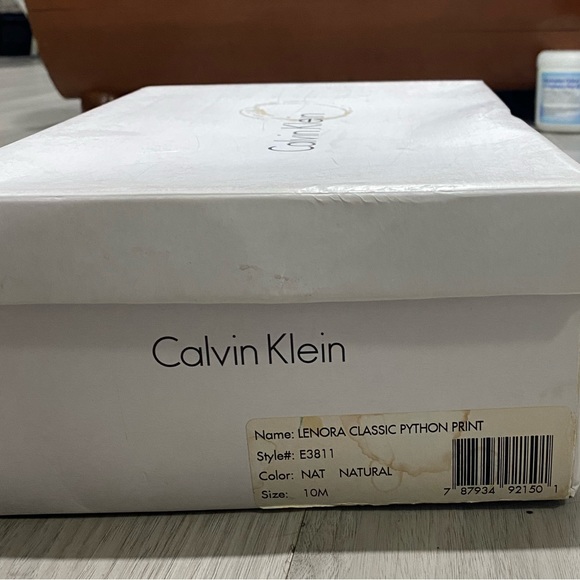 Calvin Klein
Calvin Klein
Name: LENORA CLASSIC PYTHON PRINT
Style#: E3811
Color: NAT NATURAL
Size: 10M
7 87934 92150 1